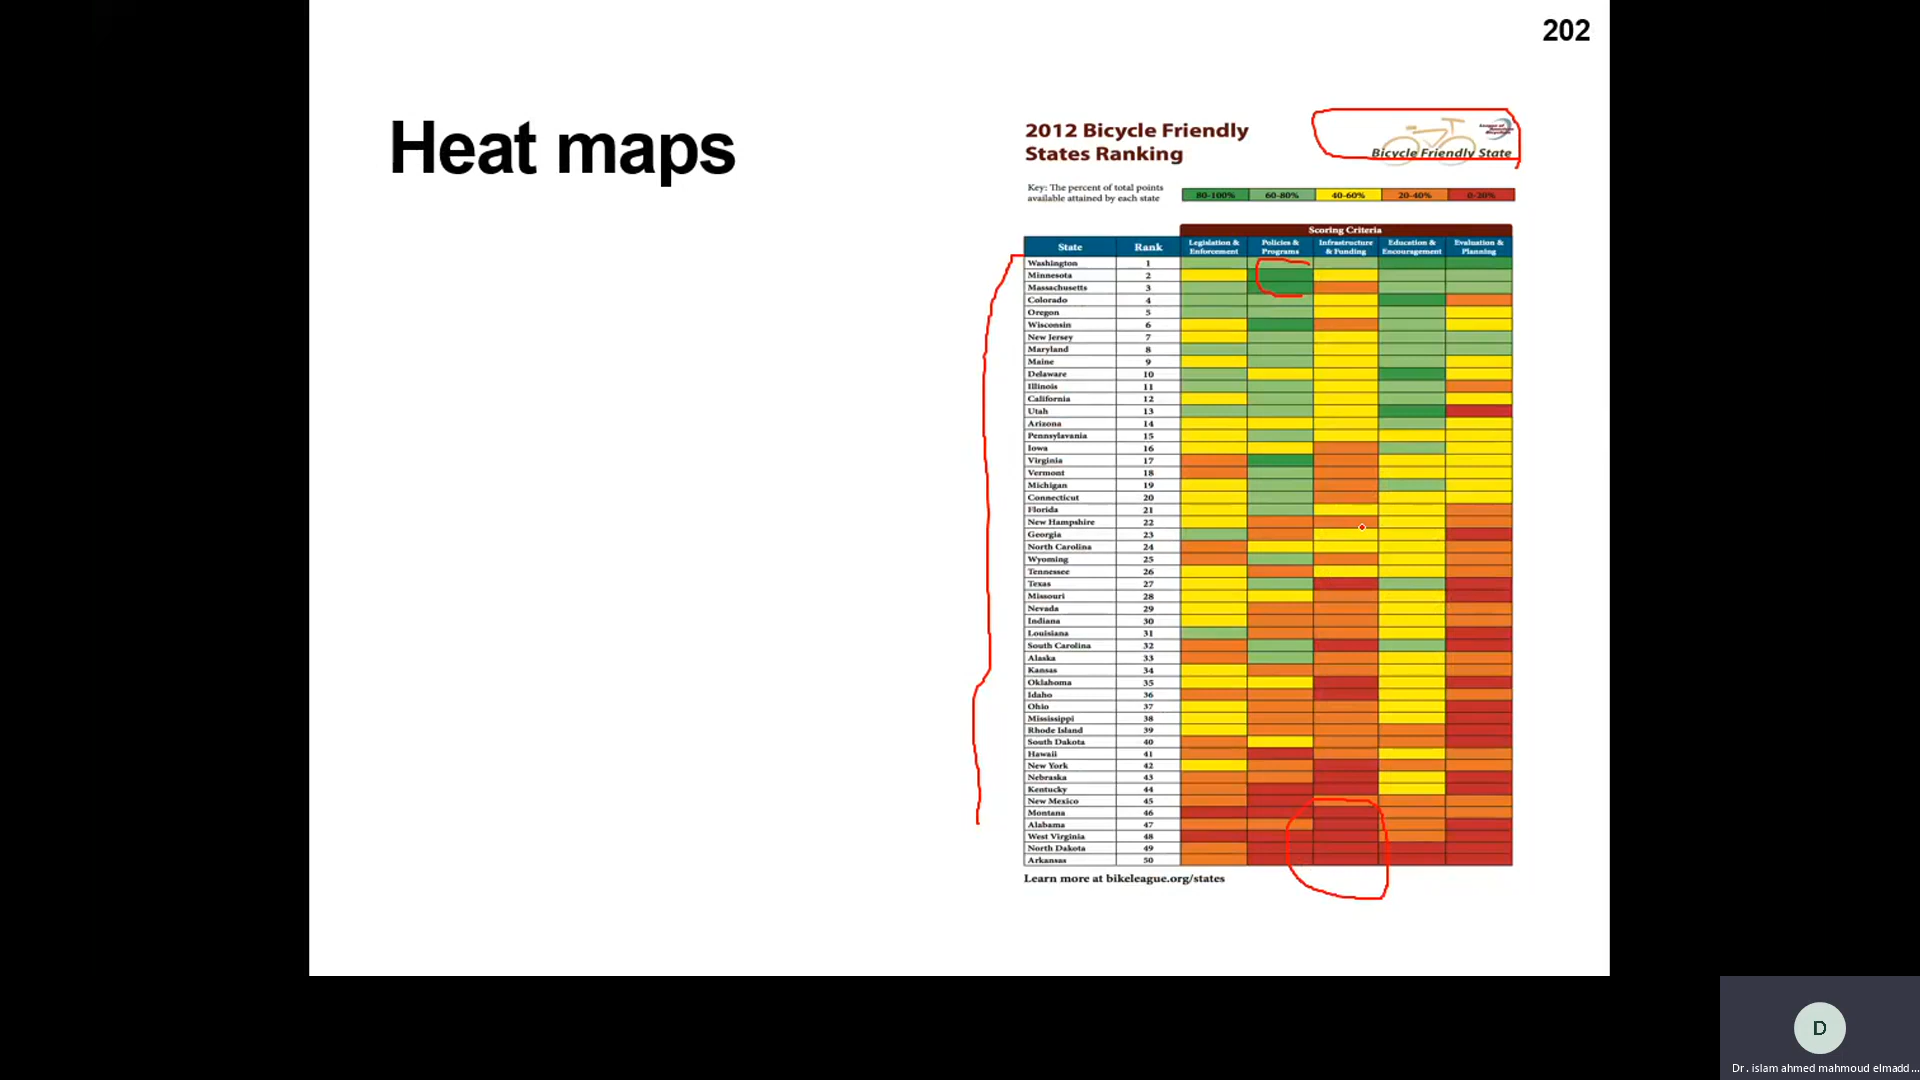 202
Heat maps
2012 Bicycle Friendly
States Ranking
League of
American
Bicyclists
Bicycle Friendly State
Key: The percent of total points
available attained by each state
80-100% 60-80% 40-60% 20-40% 0-20%
Scoring Criteria
State Rank Legislation & Enforcement Policies & Programs Infrastructure & Funding Education & Encouragement Evaluation & Planning
Washington 1
Minnesota 2
Massachusetts 3
Colorado 4
Oregon 5
Wisconsin 6
New Jersey 7
Maryland 8
Maine 9
Delaware 10
Illinois 11
California 12
Utah 13
Arizona 14
Pennsylavania 15
Iowa 16
Virginia 17
Vermont 18
Michigan 19
Connecticut 20
Florida 21
New Hampshire 22
Georgia 23
North Carolina 24
Wyoming 25
Tennessee 26
Texas 27
Missouri 28
Nevada 29
Indiana 30
Louisiana 31
South Carolina 32
Alaska 33
Kansas 34
Oklahoma 35
Idaho 36
Ohio 37
Mississippi 38
Rhode Island 39
South Dakota 40
Hawaii 41
New York 42
Nebraska 43
Kentucky 44
New Mexico 45
Montana 46
Alabama 47
West Virginia 48
North Dakota 49
Arkansas 50
Learn more at bikeleague.org/states
D
Dr. islam ahmed mahmoud elmadd...